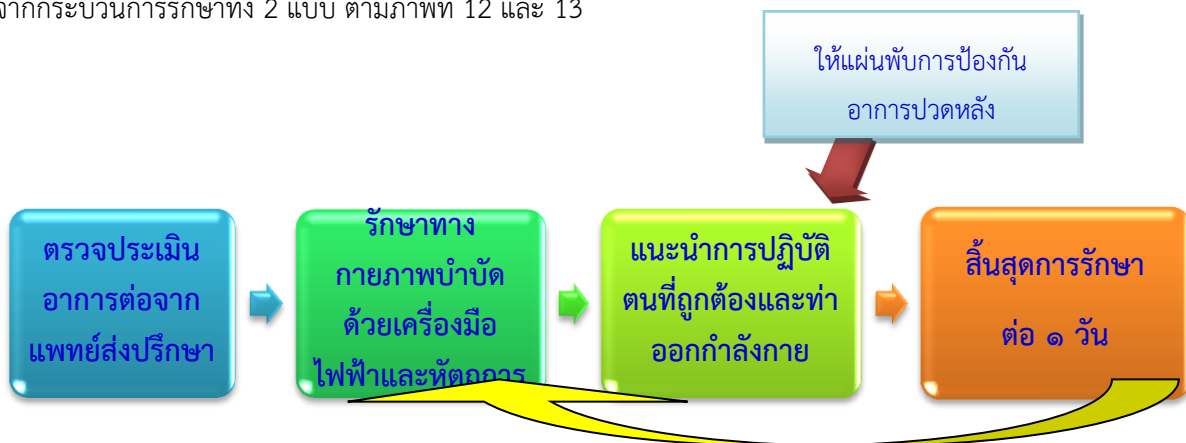 จากกระบวนการรักษาทั้ง 2 แบบ ตามภาพที่ 12 และ 13
ให้แผ่นพับการป้องกัน
อาการปวดหลัง
ตรวจประเมิน
อาการต่อจาก
แพทย์ส่งปรึกษา
รักษาทาง
กายภาพบำบัด
ด้วยเครื่องมือ
ไฟฟ้าและหัตถการ
แนะนำการปฏิบัติ
ตนที่ถูกต้องและท่า
ออกกำลังกาย
สิ้นสุดการรักษา
ต่อ ๑ วัน